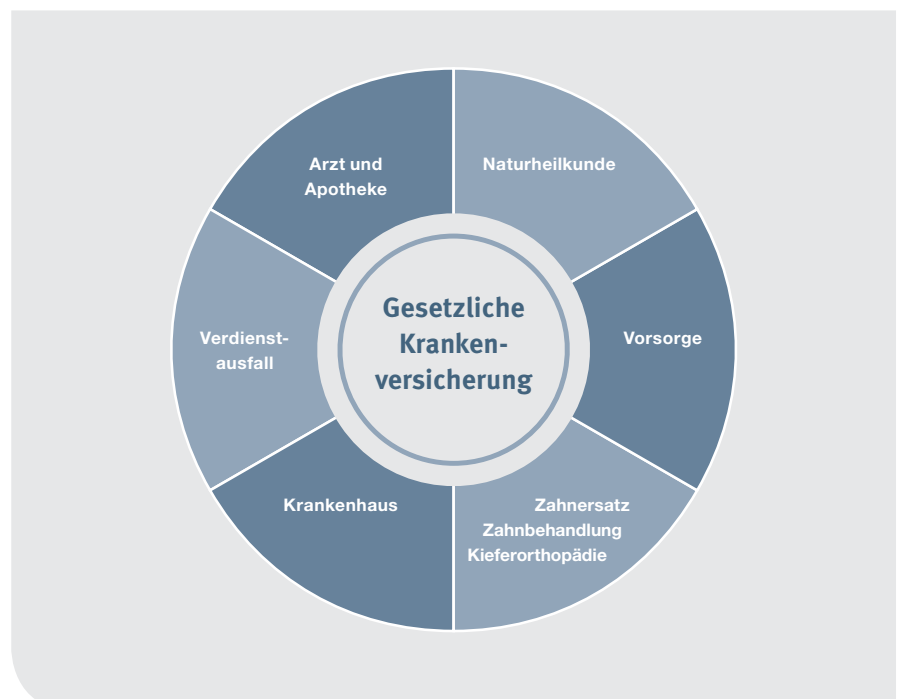 Arzt und
Apotheke
Naturheilkunde
Verdienst-
ausfall
Gesetzliche
Kranken-
versicherung
Vorsorge
Krankenhaus
Zahnersatz
Zahnbehandlung
Kieferorthopädie